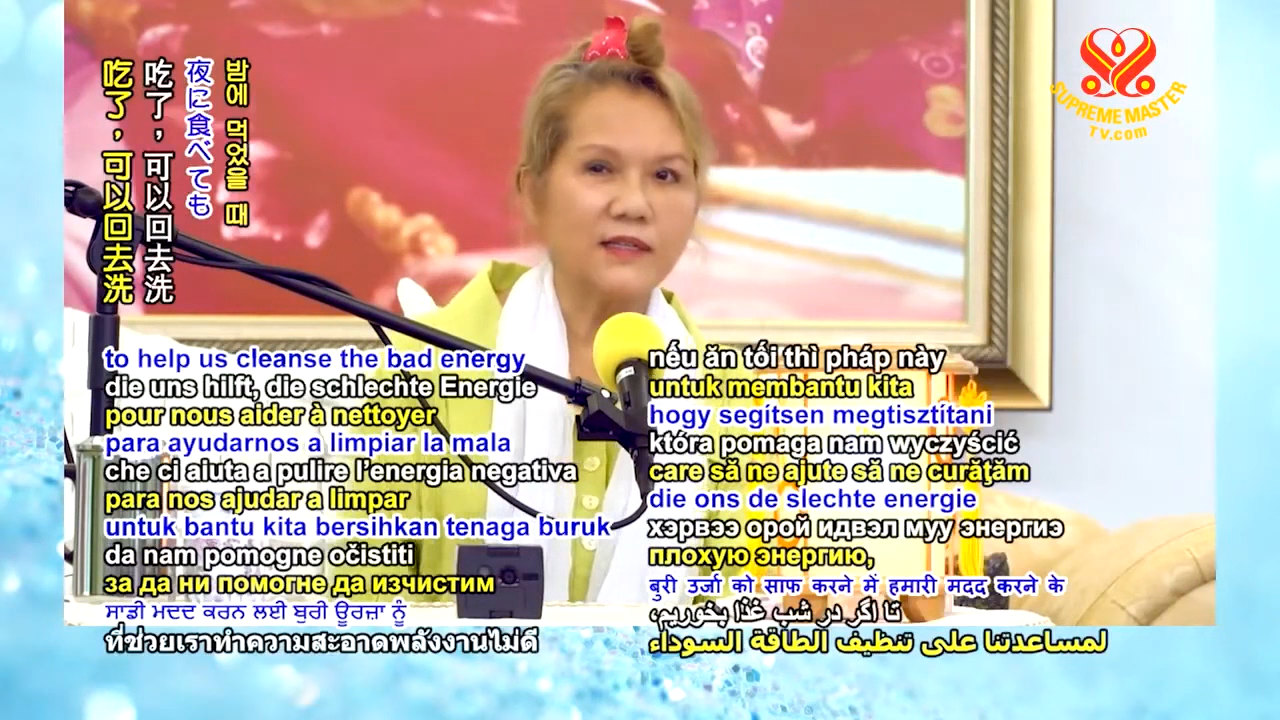 밤에 먹었을 때
夜に食べても
吃了，可以回去洗
吃了，可以回去洗
SUPREME MASTER
TV.com
to help us cleanse the bad energy
die uns hilft, die schlechte Energie
pour nous aider à nettoyer
para ayudarnos a limpiar la mala
che ci aiuta a pulire l'energia negativa
para nos ajudar a limpar
untuk bantu kita bersihkan tenaga buruk
da nam pomogne očistiti
за да ни помогне да изчистим
ਸਾਡੀ ਮਦਦ ਕਰਨ ਲਈ ਬੁਰੀ ਊਰਜ਼ਾ ਨੂੰ
ที่ช่วยเราทำความสะอาดพลังงานไม่ดี
nếu ăn tối thì pháp này
untuk membantu kita
hogy segítsen megtisztítani
która pomaga nam wyczyścić
care să ne ajute să ne curăţăm
die ons de slechte energie
хэрвээ орой идвэл муу энергиэ
плохую энергию,
बुरी उर्जा को साफ करने में हमारी मदद करने के
تا اگر در شب غذا بخوریم،
لمساعدتنا على تنظيف الطاقة السوداء